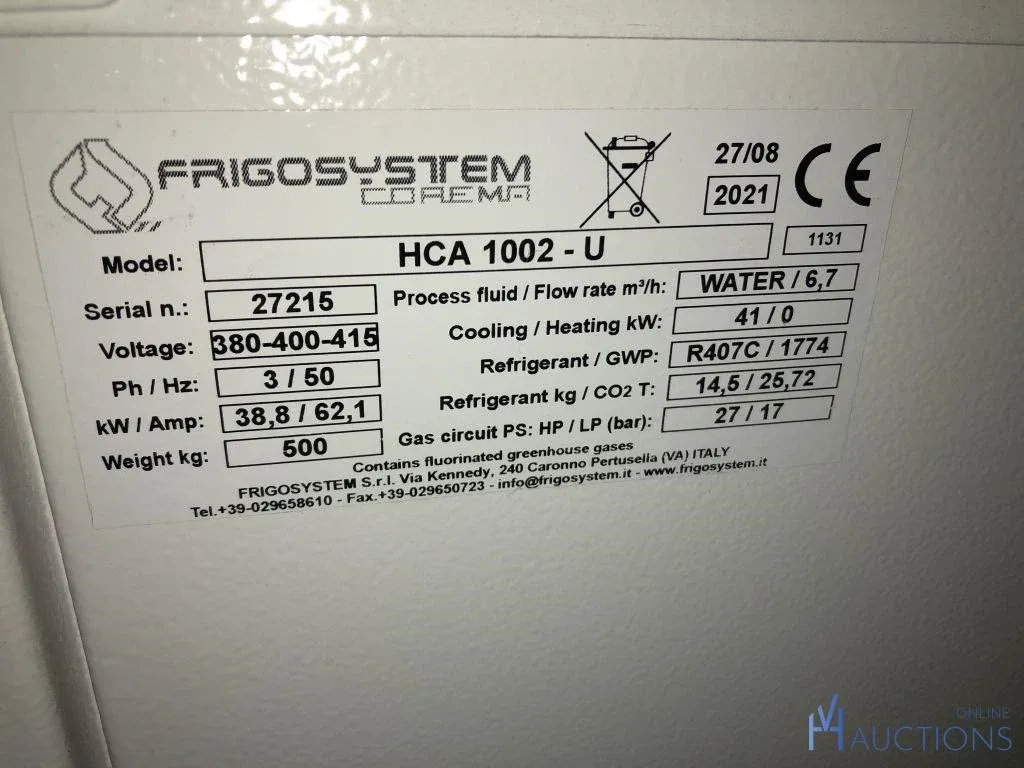 FRIGOSYSTEM
COREMA
27/08
2021
CE
Model: HCA 1002 - U 1131
Serial n.: 27215 Process fluid / Flow rate m³/h: WATER / 6,7
Voltage: 380-400-415 Cooling / Heating kW: 41 / 0
Ph / Hz: 3 / 50 Refrigerant / GWP: R407C / 1774
kW / Amp: 38,8 / 62,1 Refrigerant kg / CO2 T: 14,5 / 25,72
Weight kg: 500 Gas circuit PS: HP / LP (bar): 27 / 17
Contains fluorinated greenhouse gases
FRIGOSYSTEM S.r.l. Via Kennedy, 240 Caronno Pertusella (VA) ITALY
Tel.+39-029658610 - Fax.+39-029650723 - info@frigosystem.it - www.frigosystem.it
ONLINE
AUCTIONS